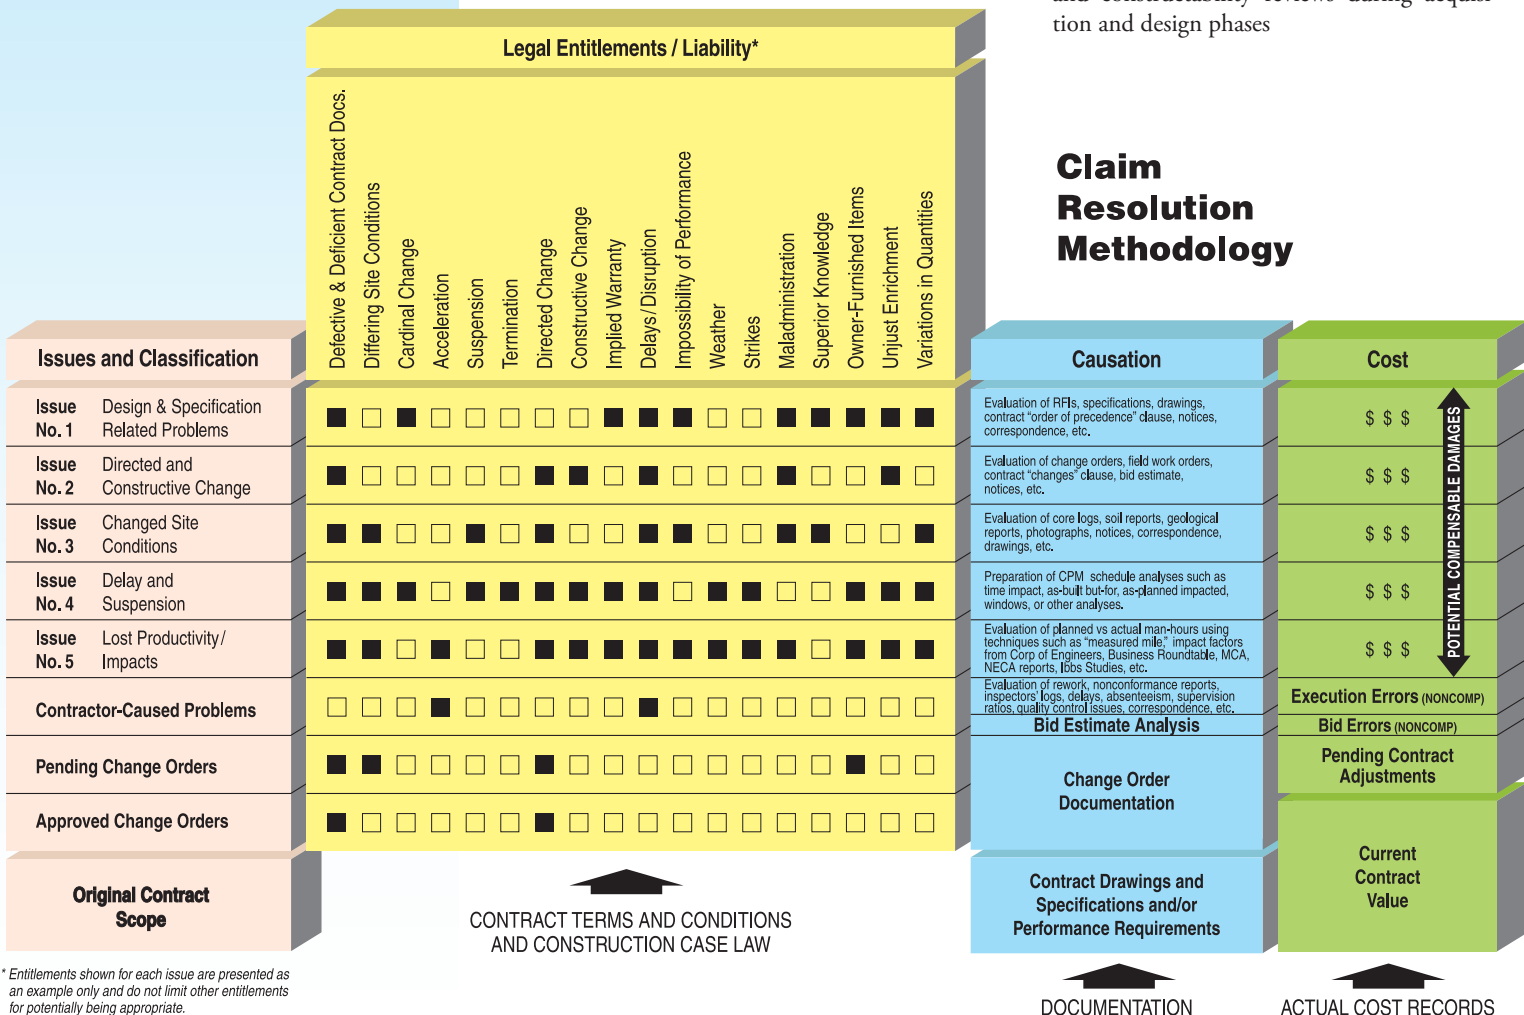 tion and design phases
Claim
Resolution
Methodology
Legal Entitlements / Liability*
Defective & Deficient Contract Docs.
Differing Site Conditions
Cardinal Change
Acceleration
Suspension
Termination
Directed Change
Constructive Change
Implied Warranty
Delays/Disruption
Impossibility of Performance
Weather
Strikes
Maladministration
Superior Knowledge
Owner-Furnished Items
Unjust Enrichment
Variations in Quantities
Issues and Classification
Causation
Cost
Issue Design & Specification
No. 1 Related Problems
Evaluation of RFIs, specifications, drawings,
contract “order of precedence” clause, notices,
correspondence, etc.
$ $ $
Issue Directed and
No. 2 Constructive Change
Evaluation of change orders, field work orders,
contract “changes” clause, bid estimate,
notices, etc.
$ $ $
Issue Changed Site
No. 3 Conditions
Evaluation of core logs, soil reports, geological
reports, photographs, notices, correspondence,
drawings, etc.
$ $ $
Issue Delay and
No. 4 Suspension
Preparation of CPM schedule analyses such as
time impact, as-built but-for, as-planned impacted,
windows, or other analyses.
$ $ $
Issue Lost Productivity/
No. 5 Impacts
Evaluation of planned vs actual man-hours using
techniques such as “measured mile,” impact factors
from Corp of Engineers, Business Roundtable, MCA,
NECA reports, Ibbs Studies, etc.
$ $ $
POTENTIAL COMPENSABLE DAMAGES
Contractor-Caused Problems
Evaluation of rework, nonconformance reports,
inspectors’ logs, delays, absenteeism, supervision
ratios, quality control issues, correspondence, etc.
Execution Errors (NONCOMP)
Bid Estimate Analysis
Bid Errors (NONCOMP)
Pending Change Orders
Change Order
Documentation
Pending Contract
Adjustments
Approved Change Orders
Original Contract
Scope
Contract Drawings and
Specifications and/or
Performance Requirements
Current
Contract
Value
CONTRACT TERMS AND CONDITIONS
AND CONSTRUCTION CASE LAW
DOCUMENTATION
ACTUAL COST RECORDS
* Entitlements shown for each issue are presented as
an example only and do not limit other entitlements
for potentially being appropriate.